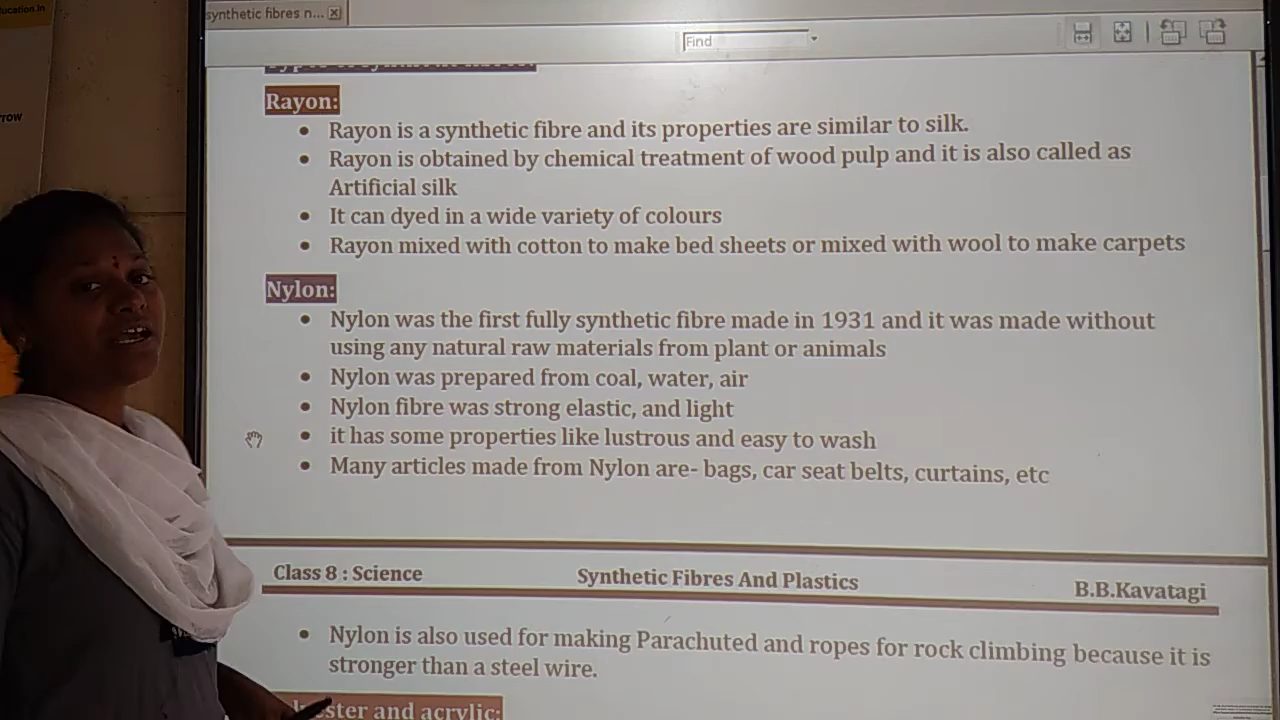 ucation.in
synthetic fibres n...
Find
rrow
Rayon:
• Rayon is a synthetic fibre and its properties are similar to silk.
• Rayon is obtained by chemical treatment of wood pulp and it is also called as
Artificial silk
• It can dyed in a wide variety of colours
• Rayon mixed with cotton to make bed sheets or mixed with wool to make carpets
Nylon:
• Nylon was the first fully synthetic fibre made in 1931 and it was made without
using any natural raw materials from plant or animals
• Nylon was prepared from coal, water, air
• Nylon fibre was strong elastic, and light
• it has some properties like lustrous and easy to wash
• Many articles made from Nylon are- bags, car seat belts, curtains, etc
Class 8 : Science Synthetic Fibres And Plastics B.B.Kavatagi
• Nylon is also used for making Parachuted and ropes for rock climbing because it is
stronger than a steel wire.
ster and acrylic: